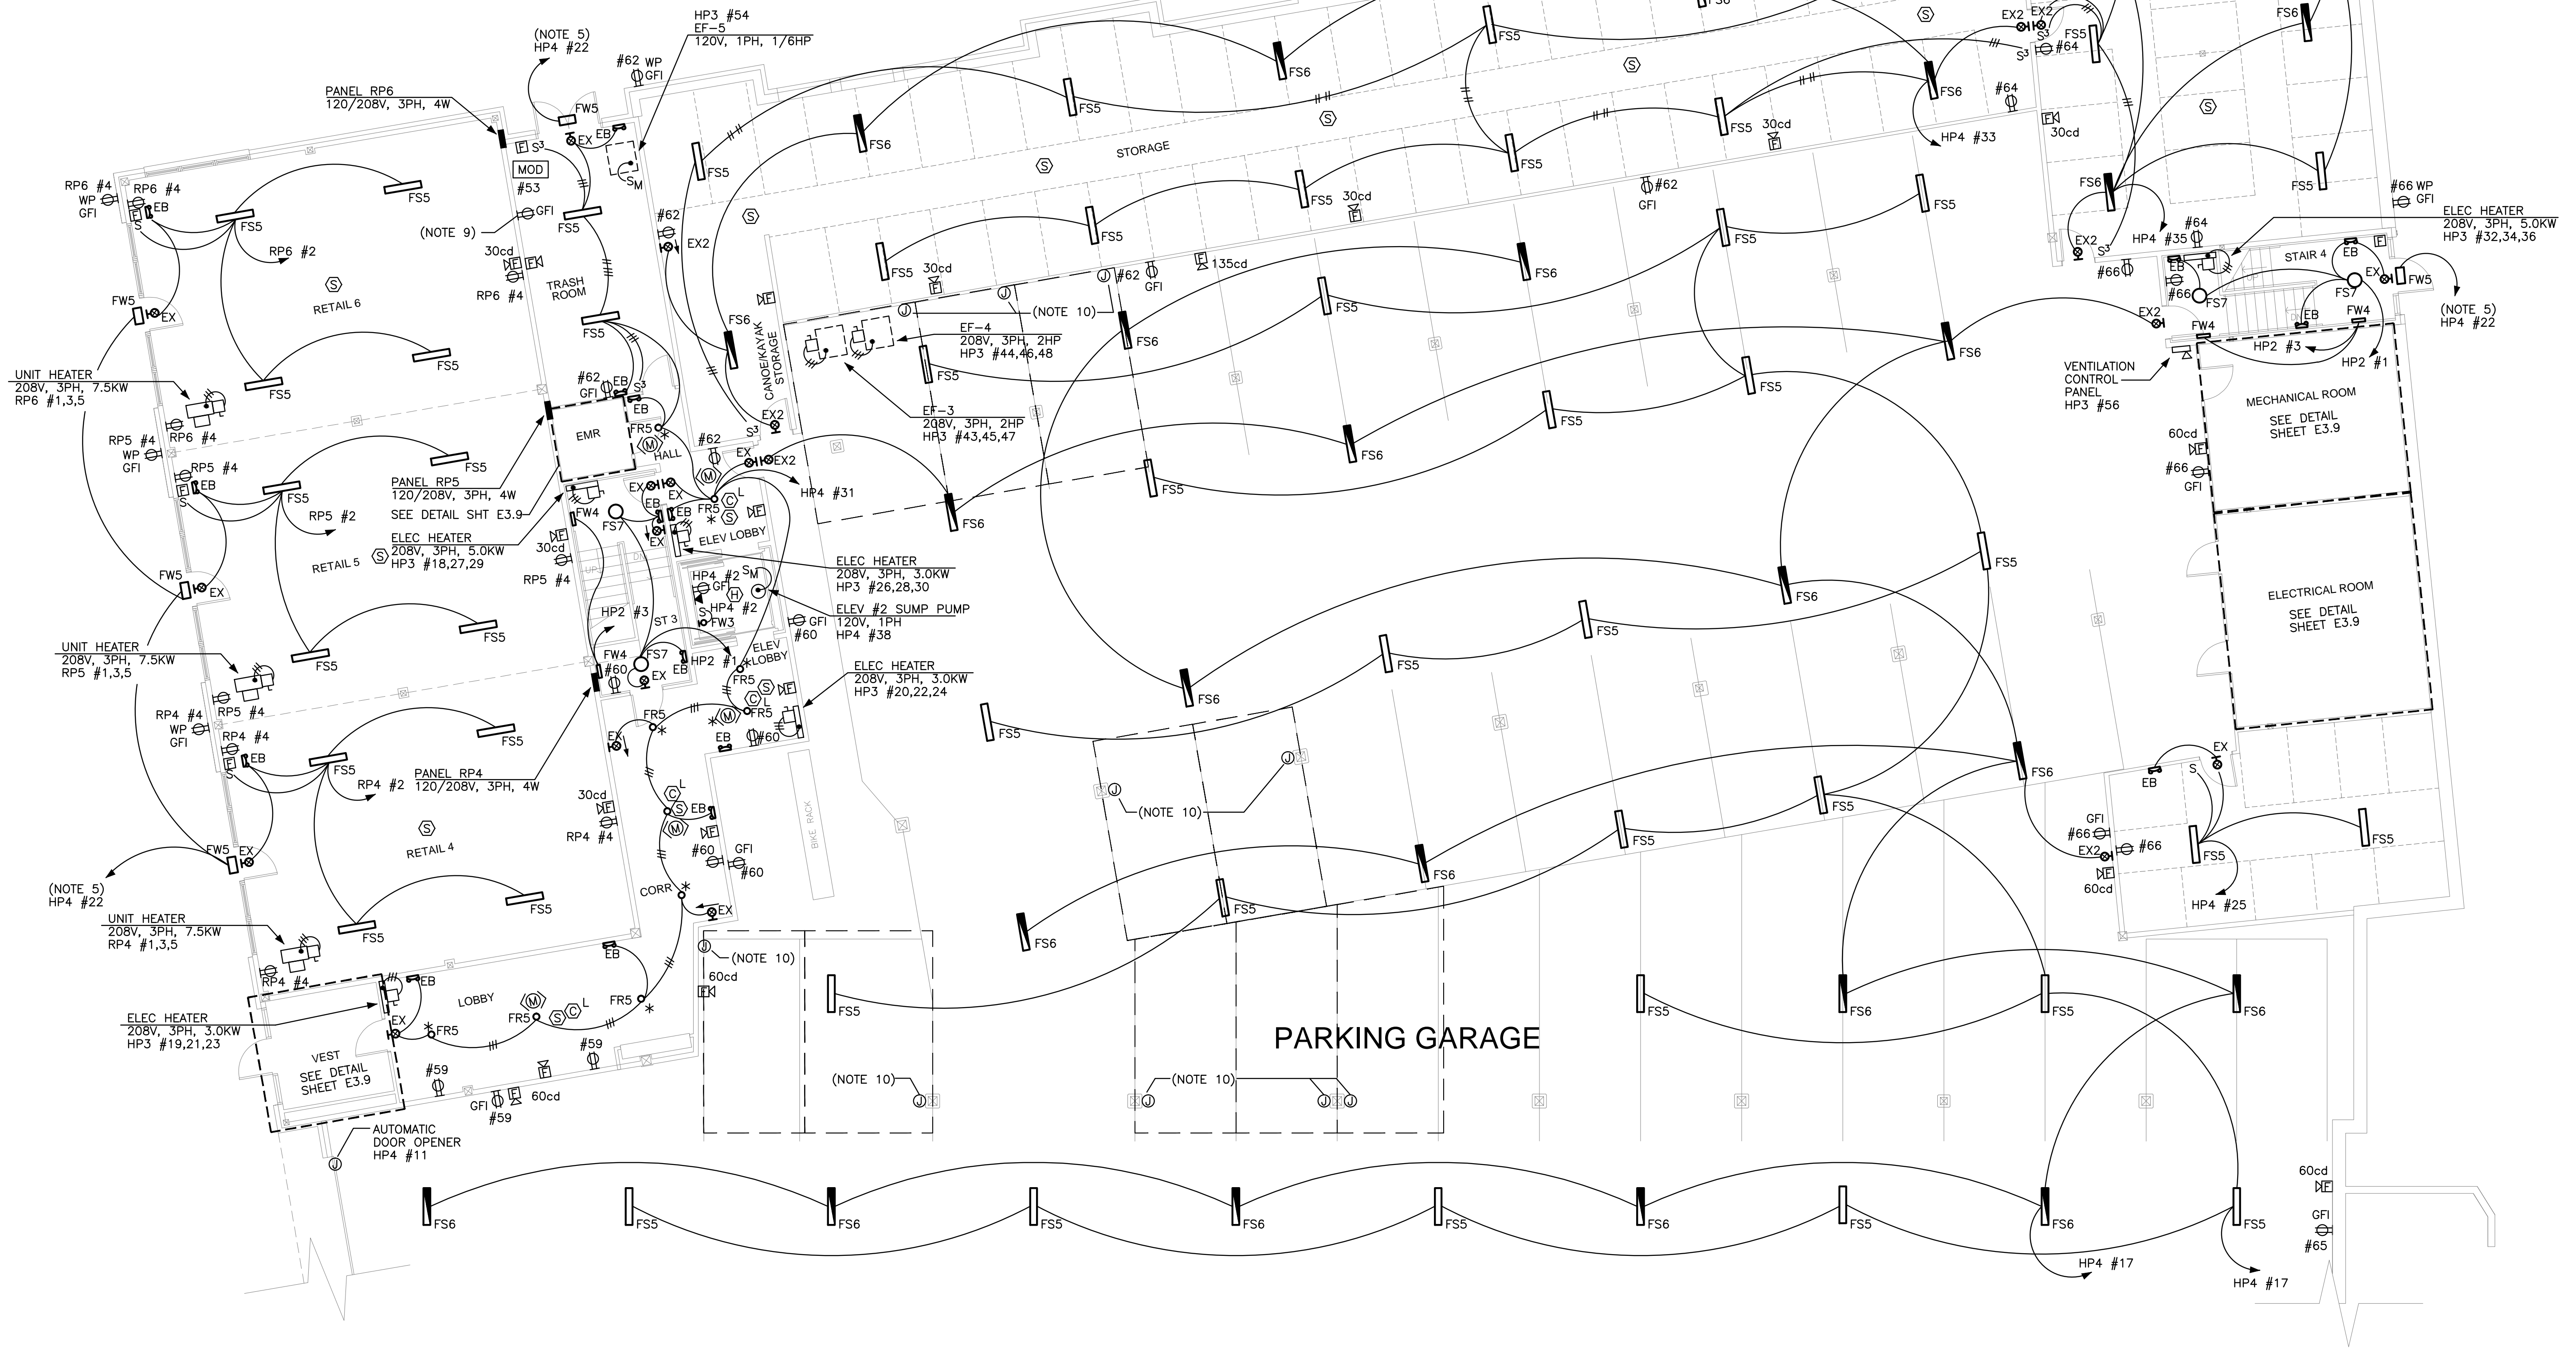 HP3 #54
EF-5
120V, 1PH, 1/6HP
(NOTE 5)
HP4 #22
#62 WP
GFI
PANEL RP6
120/208V, 3PH, 4W
FW5
EX
EB
F
S³
MOD
#53
GFI
(NOTE 9)
SM
FS5
30cd
F
F
RP6 #4
TRASH
ROOM
FS5
RP6 #4
WP
GFI
RP6 #4
F
EB
S
FS5
FS5
RP6 #2
S
RETAIL 6
FW5
EX
FS5
FS5
UNIT HEATER
208V, 3PH, 7.5KW
RP6 #1,3,5
RP6 #4
RP5 #4
WP
GFI
RP5 #4
EB
F
S
FS5
FS5
RP5 #2
RETAIL 5
S
FW5
EX
FS5
FS5
UNIT HEATER
208V, 3PH, 7.5KW
RP5 #1,3,5
RP5 #4
RP4 #4
WP
GFI
RP4 #4
EB
F
S
FS5
FS5
RP4 #2
PANEL RP4
120/208V, 3PH, 4W
S
RETAIL 4
FW5
EX
(NOTE 5)
HP4 #22
FS5
FS5
UNIT HEATER
208V, 3PH, 7.5KW
RP4 #1,3,5
RP4 #4
ELEC HEATER
208V, 3PH, 3.0KW
HP3 #19,21,23
VEST
SEE DETAIL
SHEET E3.9
EB
EX
FR5
LOBBY
M
FR5
S
C
L
FR5
EB
#59
GFI
#59
F
60cd
F
#59
AUTOMATIC
DOOR OPENER
HP4 #11
J
#62
GFI
EB
S³
EB
EMR
FR5
M
HALL
#62
M
EX
EX2
PANEL RP5
120/208V, 3PH, 4W
SEE DETAIL SHT E3.9
ELEC HEATER
208V, 3PH, 5.0KW
HP3 #18,27,29
FW4
FS7
EX
EX
EB
EB
EX
FR5
C
L
S
F
ELEV LOBBY
HP4 #31
F
30cd
RP5 #4
UP
DN
HP4 #2
GFI
H
HP4 #2
S
FW3
SM
ELEC HEATER
208V, 3PH, 3.0KW
HP3 #26,28,30
ELEV #2 SUMP PUMP
120V, 1PH
HP4 #38
GFI
#60
HP2 #3
ST 3
FW4
FS7
#60
EX
EB
HP2 #1
ELEV
LOBBY
FR5
ELEC HEATER
208V, 3PH, 3.0KW
HP3 #20,22,24
S
C
L
F
M
FR5
FR5
#60
EB
EX
30cd
F
RP4 #4
C
L
S
EB
M
F
#60
GFI
#60
CORR
EX
BIKE RACK
J
(NOTE 10)
60cd
F
#62
EX2
FS5
S
CANOE/KAYAK
STORAGE
F
FS6
EX2
S³
FS6
FS5
FS6
FS5
FS6
S
STORAGE
S
S
S
FS5
FS5
FS5
FS5
FS5
FS6
HP4 #33
30cd
F
30cd
F
30cd
F
#62
GFI
J
J
J
#62
GFI
F
135cd
(NOTE 10)
EF-4
208V, 3PH, 2HP
HP3 #44,46,48
EF-3
208V, 3PH, 2HP
HP3 #43,45,47
FS5
FS6
FS5
FS6
FS5
FS5
FS6
FS5
FS6
FS5
FS5
FS6
FS5
FS6
FS6
FS5
FS5
FS5
FS6
J
J
(NOTE 10)
FS6
FS5
FS6
FS5
FS5
FS6
FS5
FS5
FS6
FS5
FS6
PARKING GARAGE
(NOTE 10)
J
(NOTE 10)
J
J
J
FS6
FS5
FS6
FS5
FS6
FS5
FS6
FS5
FS6
FS5
HP4 #17
HP4 #17
60cd
F
GFI
#65
EX2
EX2
S³
S³
#64
FS5
#64
F
30cd
S
FS6
FS6
FS5
EX2
S³
HP4 #35
#64
#66
#66
EB
FS7
STAIR 4
EB
F
#66 WP
GFI
ELEC HEATER
208V, 3PH, 5.0KW
HP3 #32,34,36
FS7
EX
FW5
(NOTE 5)
HP4 #22
EX2
FW4
EB
FW4
HP2 #3
HP2 #1
VENTILATION
CONTROL
PANEL
HP3 #56
MECHANICAL ROOM
SEE DETAIL
SHEET E3.9
60cd
F
#66
GFI
ELECTRICAL ROOM
SEE DETAIL
SHEET E3.9
EX
EB
S
GFI
#66
EX2
#66
F
60cd
FS5
FS5
HP4 #25